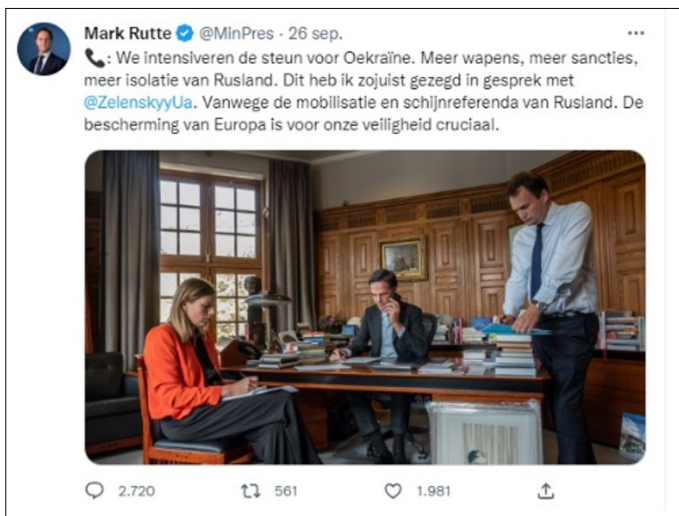 Mark Rutte @MinPres · 26 sep.
📞: We intensiveren de steun voor Oekraïne. Meer wapens, meer sancties,
meer isolatie van Rusland. Dit heb ik zojuist gezegd in gesprek met
@ZelenskyyUa. Vanwege de mobilisatie en schijnreferenda van Rusland. De
bescherming van Europa is voor onze veiligheid cruciaal.
2.720 561 1.981